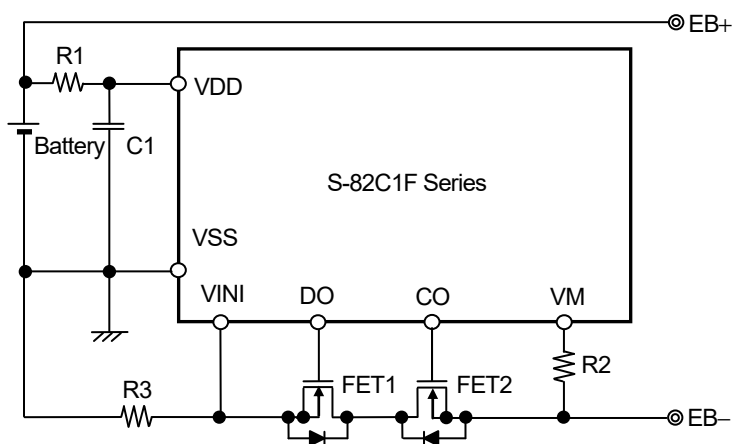 EB+
R1
VDD
Battery
C1
S-82C1F Series
VSS
VINI
DO
CO
VM
R2
R3
FET1
FET2
EB−